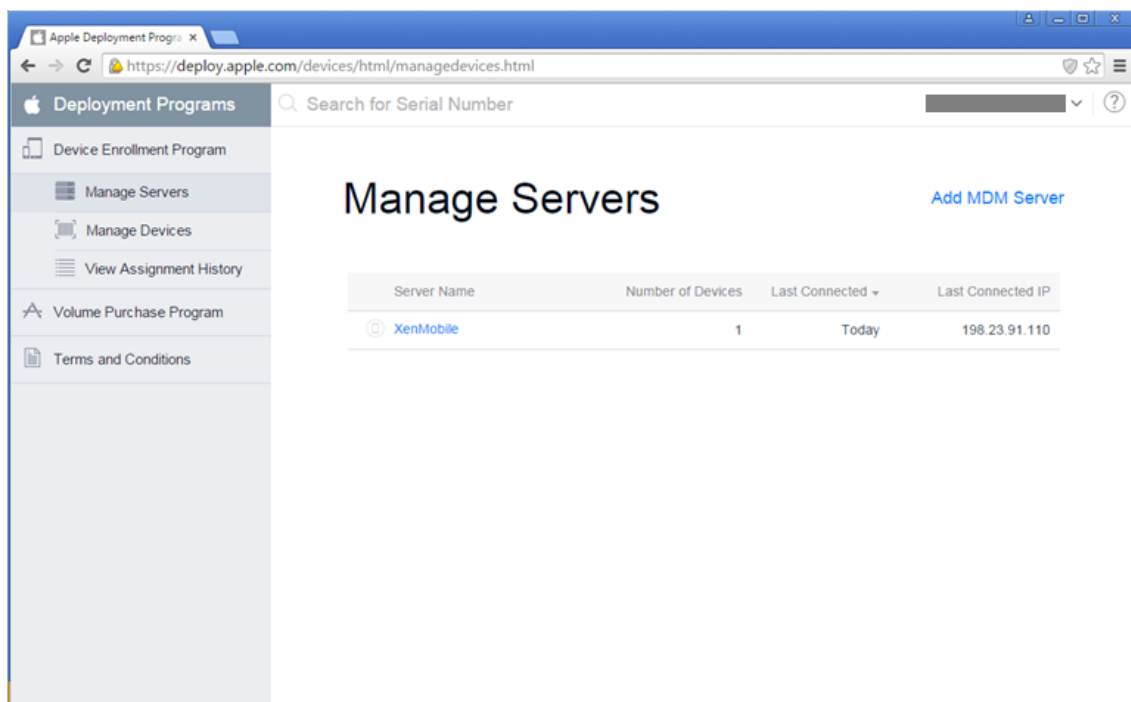 Apple Deployment Progra
https://deploy.apple.com/devices/html/managedevices.html
Deployment Programs
Search for Serial Number
Device Enrollment Program
Manage Servers
Manage Devices
View Assignment History
Volume Purchase Program
Terms and Conditions
Manage Servers
Add MDM Server
Server Name Number of Devices Last Connected Last Connected IP
XenMobile 1 Today 198.23.91.110